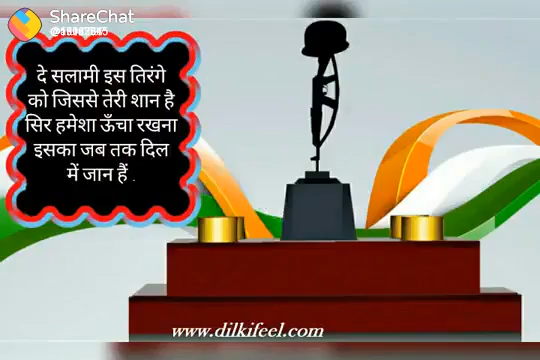 ShareChat
दे सलामी इस तिरंगे
को जिससे तेरी शान है
सिर हमेशा ऊँचा रखना
इसका जब तक दिल
में जान हैं .
www.dilkifeel.com